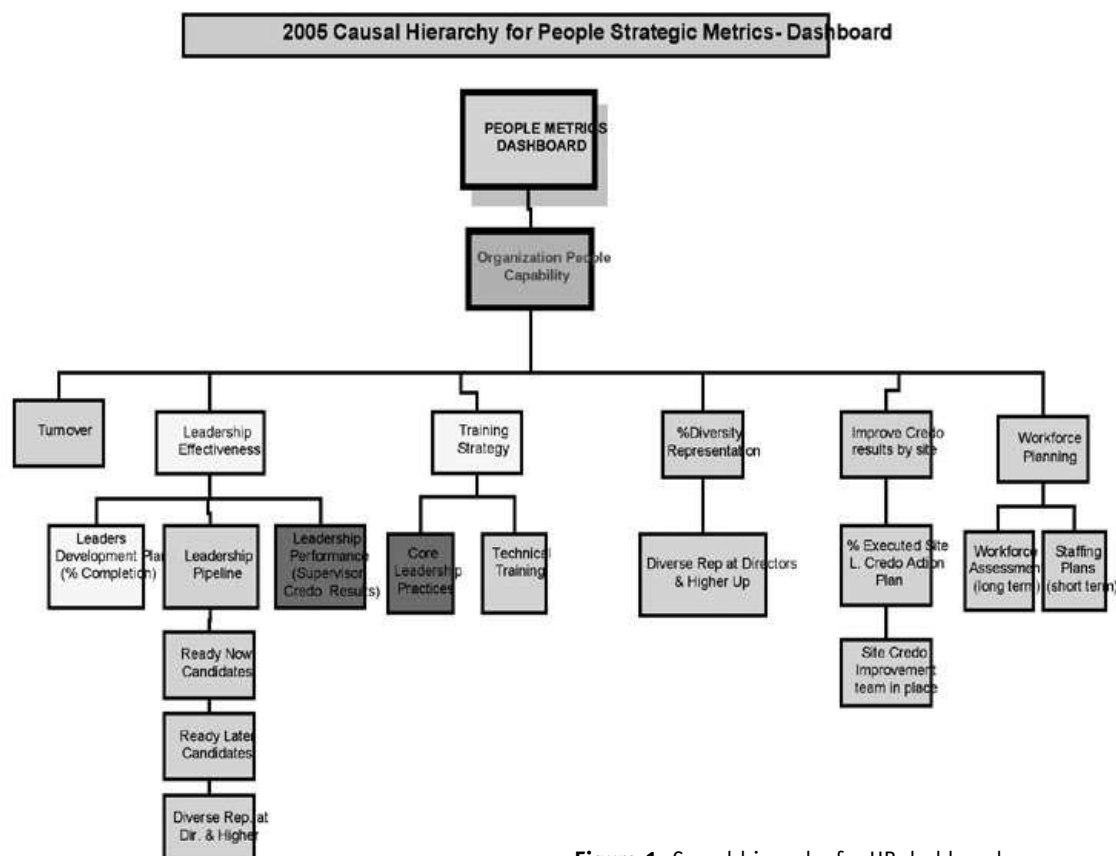 2005 Causal Hierarchy for People Strategic Metrics- Dashboard
PEOPLE METRICS
DASHBOARD
Organization People
Capability
Turnover
Leadership
Effectiveness
Training
Strategy
%Diversity
Representation
Improve Credo
results by site
Workforce
Planning
Leaders
Development Plan
(% Completion)
Leadership
Pipeline
Leadership
Performance
(Supervisor
Credo Results)
Core
Leadership
Practices
Technical
Training
Diverse Rep at Directors
& Higher Up
% Executed Site
L. Credo Action
Plan
Workforce
Assessment
(long term)
Staffing
Plans
(short term)
Ready Now
Candidates
Site Credo
Improvement
team in place
Ready Later
Candidates
Diverse Rep. at
Dir. & Higher